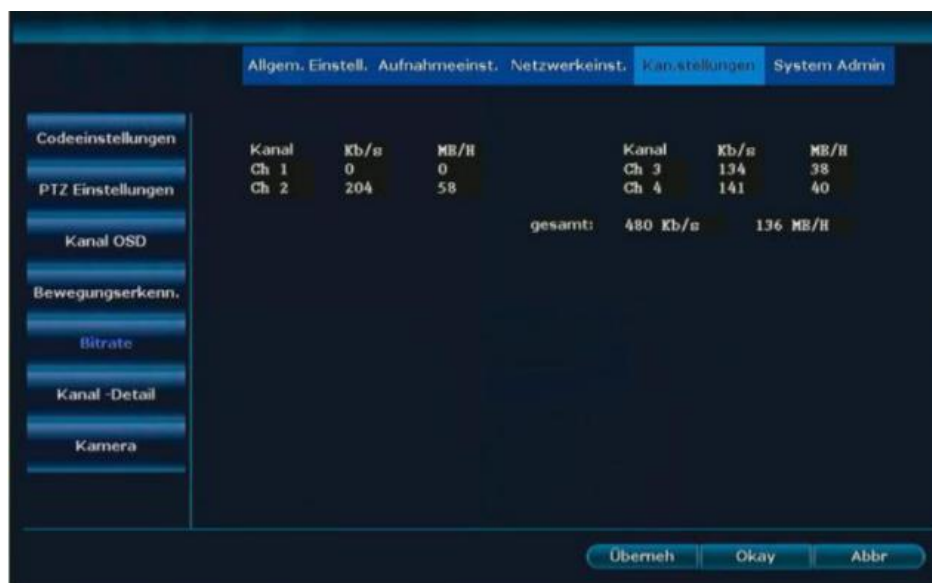 Allgem. Einstell. Aufnahmeeinst. Netzwerkeinst. Kan.stellungen System Admin
Codeeinstellungen
PTZ Einstellungen
Kanal OSD
Bewegungserkenn.
Bitrate
Kanal -Detail
Kamera
Kanal Kb/s MB/H Kanal Kb/s MB/H
Ch 1 0 0 Ch 3 134 38
Ch 2 204 58 Ch 4 141 40
gesamt: 480 Kb/s 136 MB/H
Überneh Okay Abbr